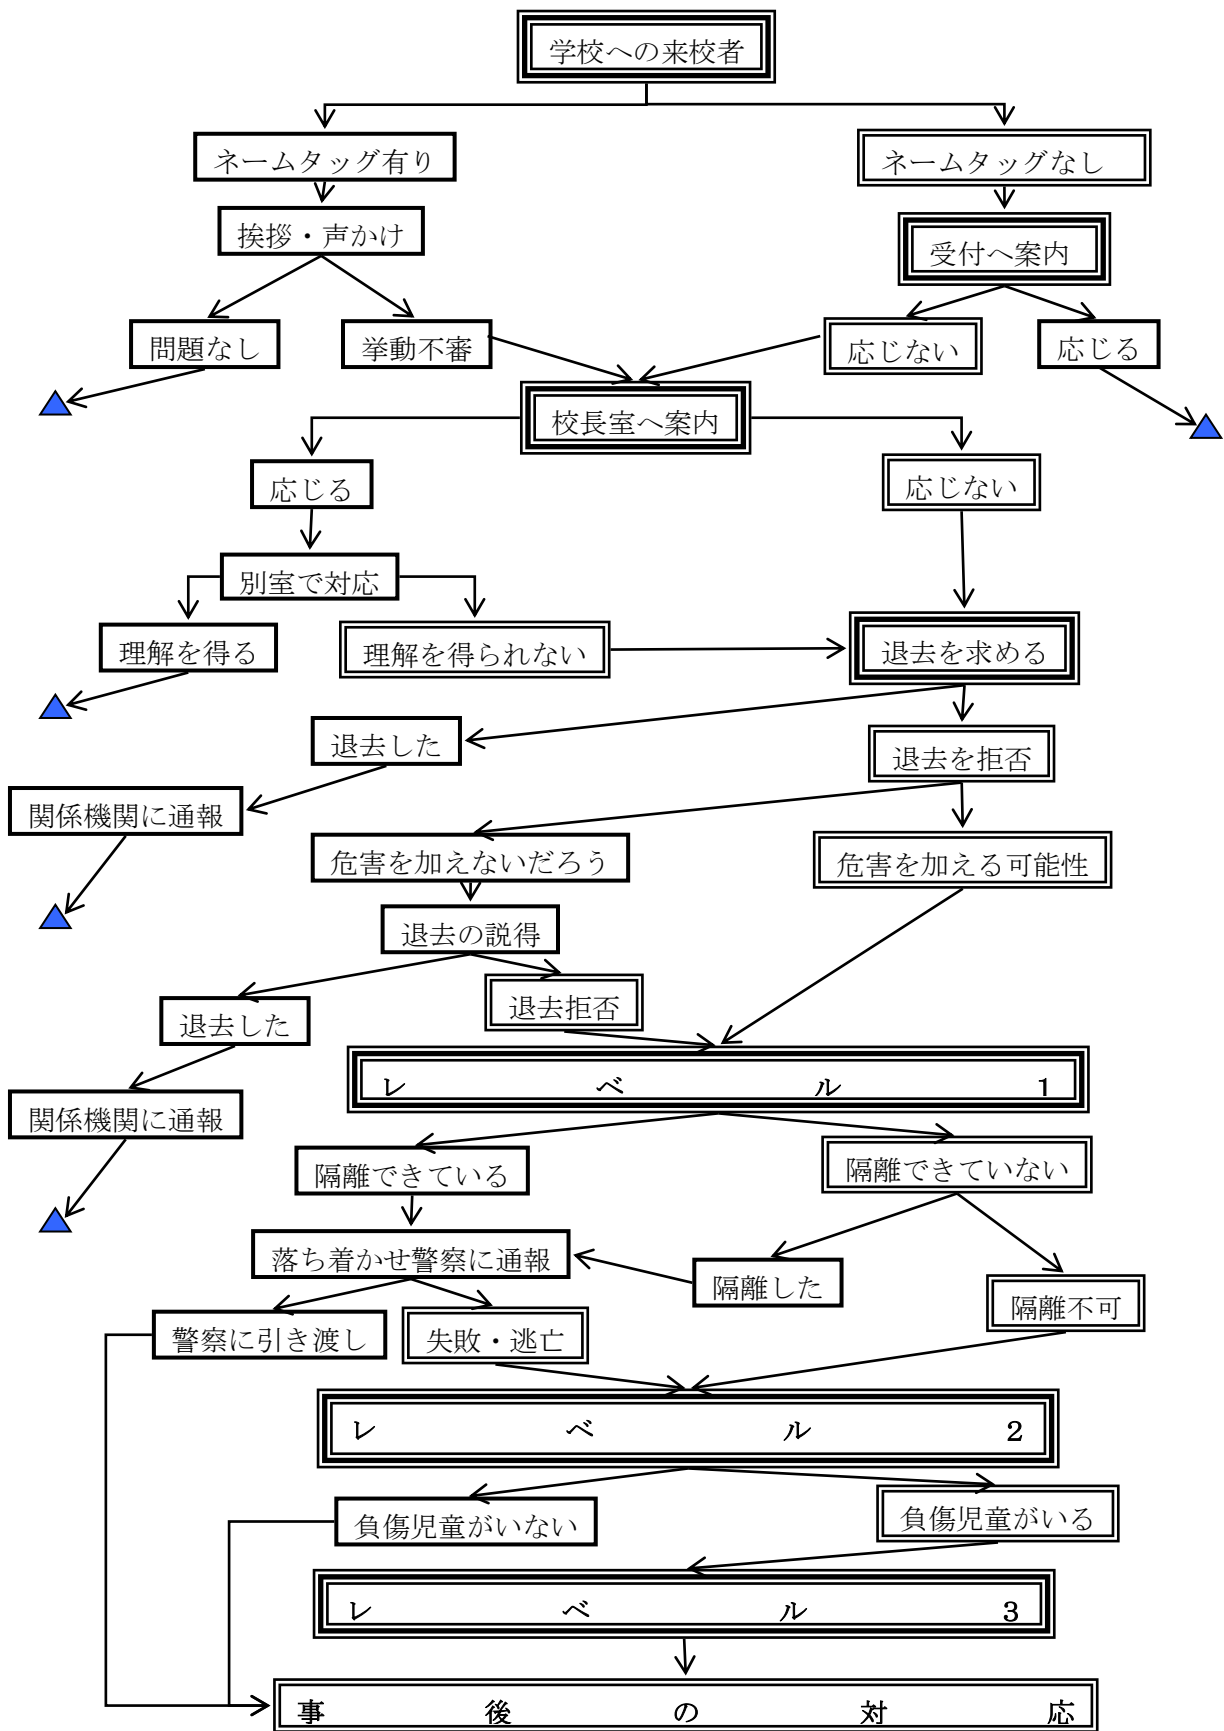 学校への来校者
ネームタッグ有り
ネームタッグなし
挨拶・声かけ
受付へ案内
問題なし
挙動不審
応じない
応じる
校長室へ案内
応じる
応じない
別室で対応
理解を得る
理解を得られない
退去を求める
退去した
退去を拒否
関係機関に通報
危害を加えないだろう
危害を加える可能性
退去の説得
退去した
退去拒否
レベル1
関係機関に通報
隔離できている
隔離できていない
落ち着かせ警察に通報
隔離した
隔離不可
警察に引き渡し
失敗・逃亡
レベル2
負傷児童がいない
負傷児童がいる
レベル3
事後の対応